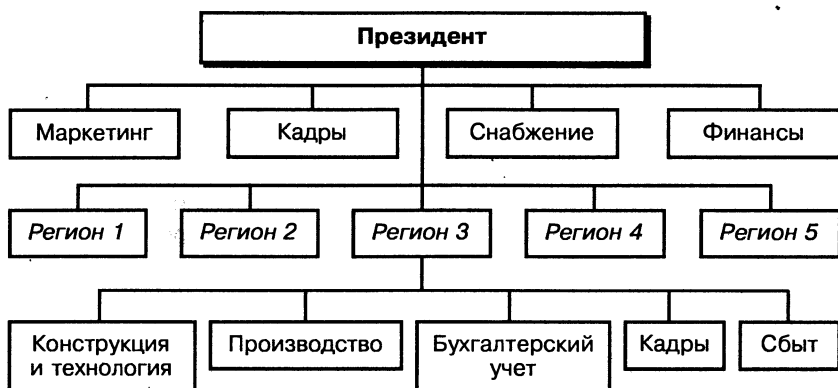 Президент
Маркетинг
Кадры
Снабжение
Финансы
Регион 1
Регион 2
Регион 3
Регион 4
Регион 5
Конструкция
и технология
Производство
Бухгалтерский
учет
Кадры
Сбыт